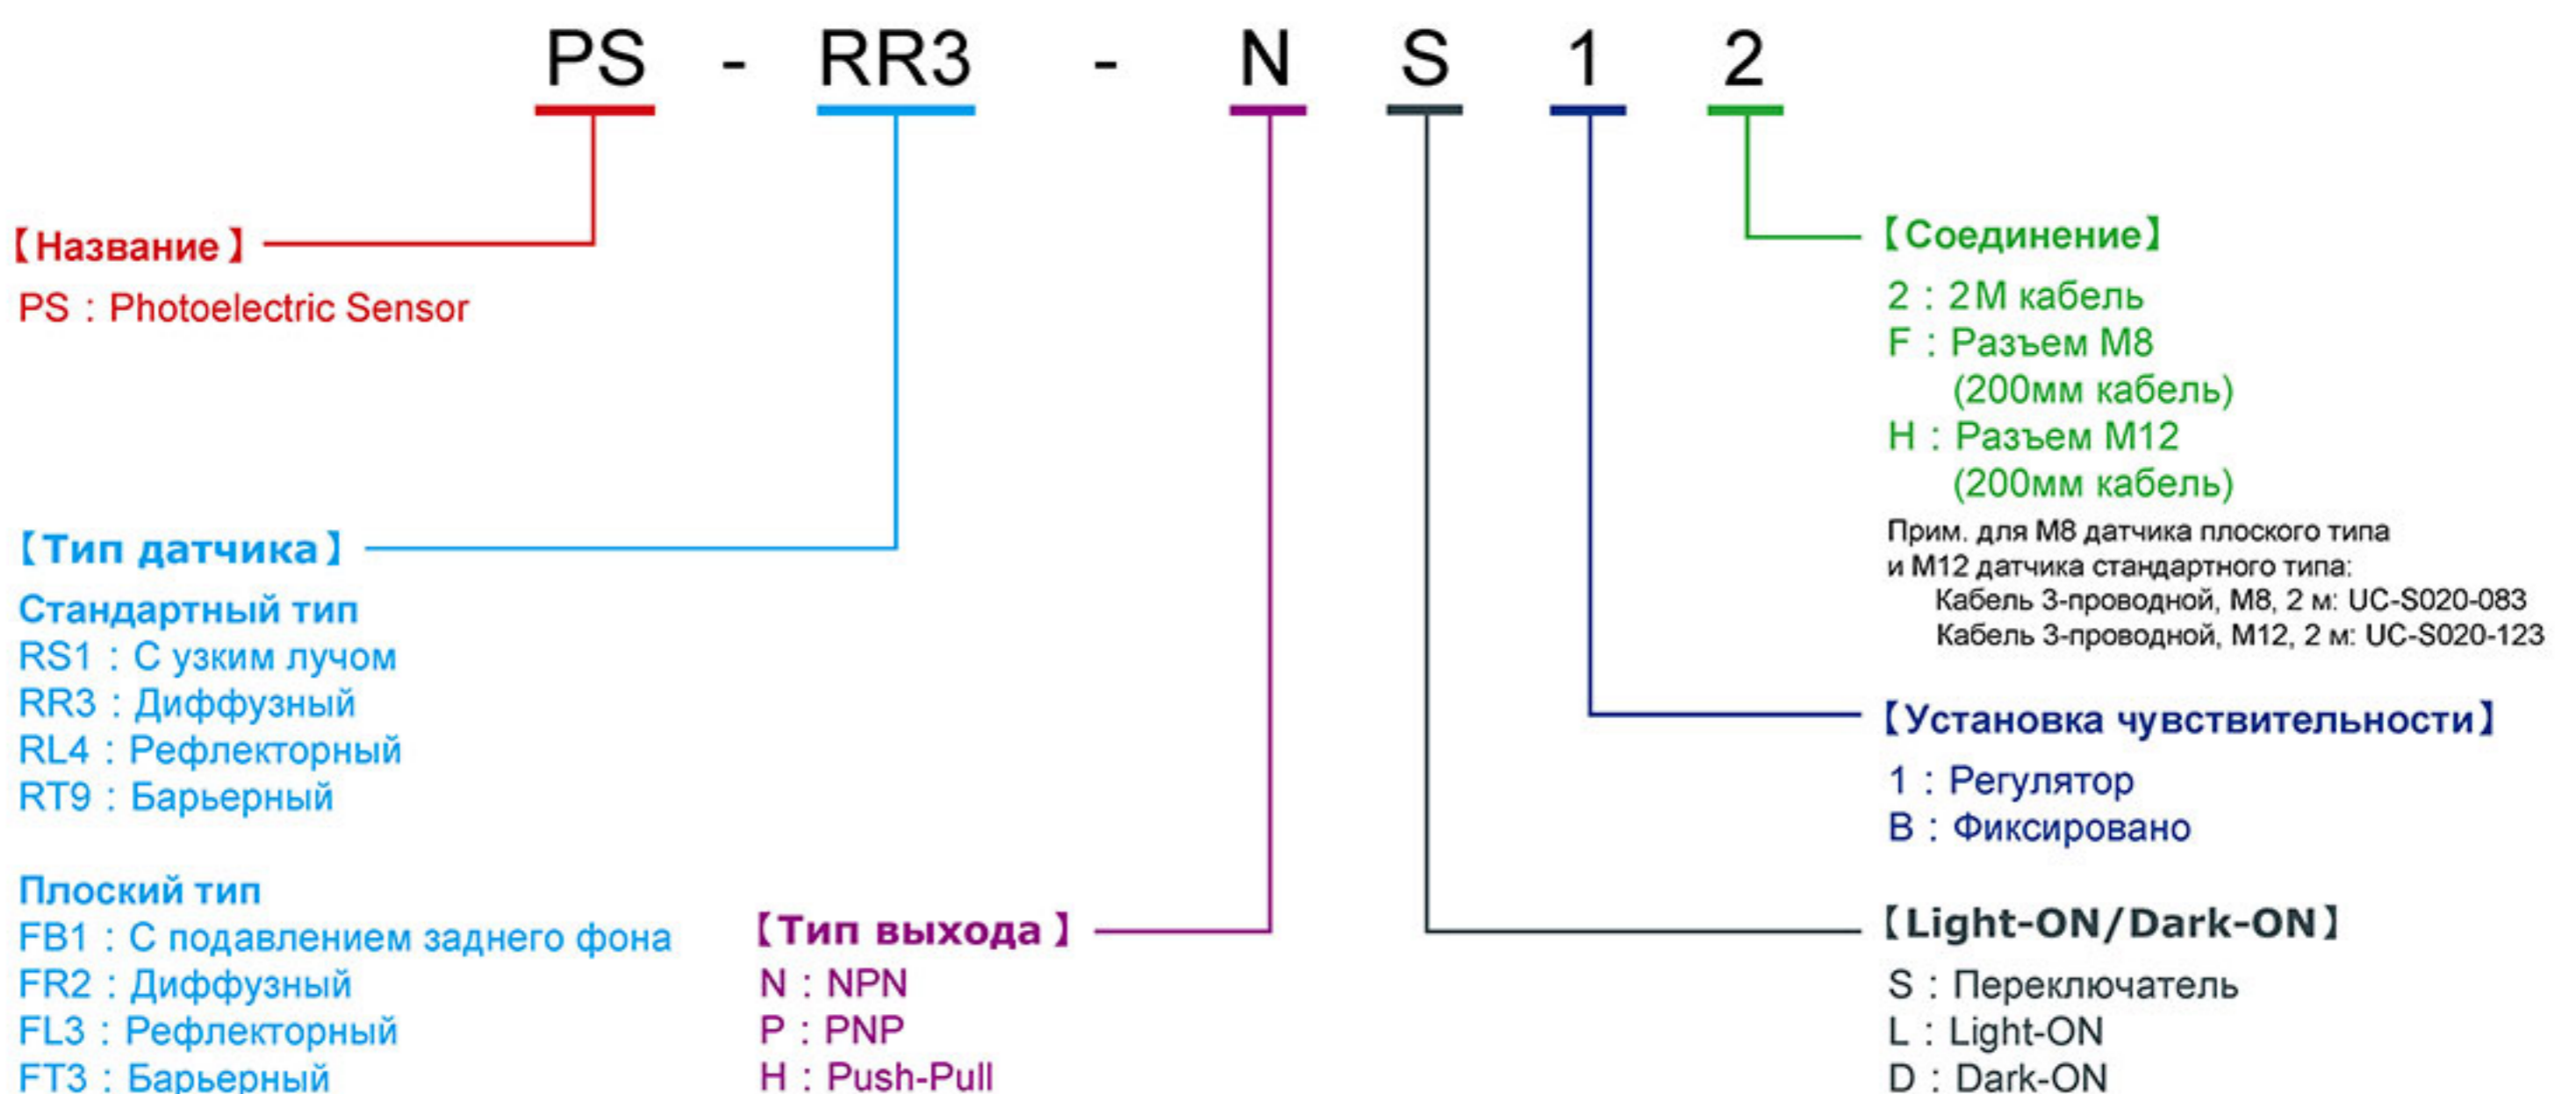 PS - RR3 - N S 1 2
【Название】
PS : Photoelectric Sensor
【Тип датчика】
Стандартный тип
RS1 : С узким лучом
RR3 : Диффузный
RL4 : Рефлекторный
RT9 : Барьерный
Плоский тип
FB1 : С подавлением заднего фона
FR2 : Диффузный
FL3 : Рефлекторный
FT3 : Барьерный
【Тип выхода】
N : NPN
P : PNP
H : Push-Pull
【Соединение】
2 : 2М кабель
F : Разъем М8
(200мм кабель)
H : Разъем М12
(200мм кабель)
Прим. для М8 датчика плоского типа
и М12 датчика стандартного типа:
Кабель 3-проводной, М8, 2 м: UC-S020-083
Кабель 3-проводной, М12, 2 м: UC-S020-123
【Установка чувствительности】
1 : Регулятор
B : Фиксировано
【Light-ON/Dark-ON】
S : Переключатель
L : Light-ON
D : Dark-ON